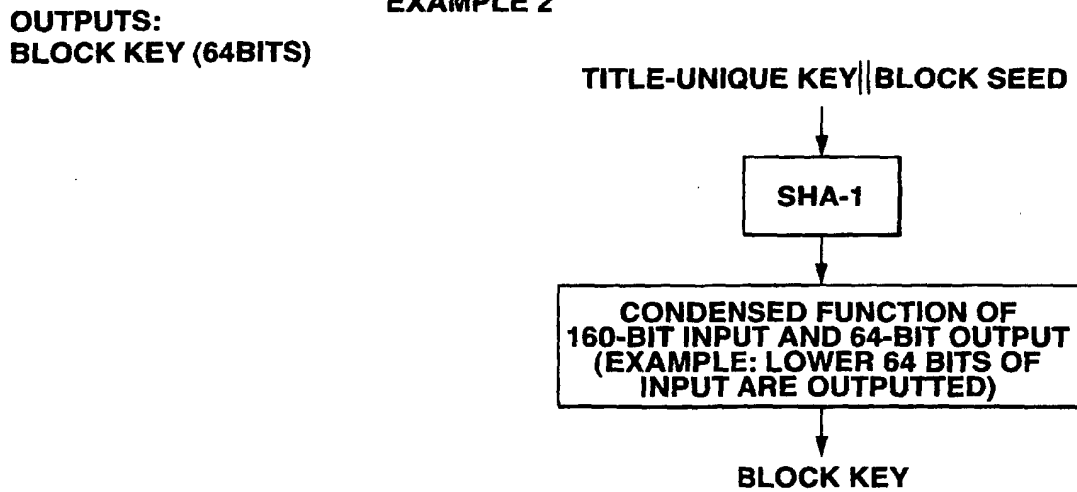 EXAMPLE 2
OUTPUTS:
BLOCK KEY (64BITS)
TITLE-UNIQUE KEY||BLOCK SEED
SHA-1
CONDENSED FUNCTION OF
160-BIT INPUT AND 64-BIT OUTPUT
(EXAMPLE: LOWER 64 BITS OF
INPUT ARE OUTPUTTED)
BLOCK KEY